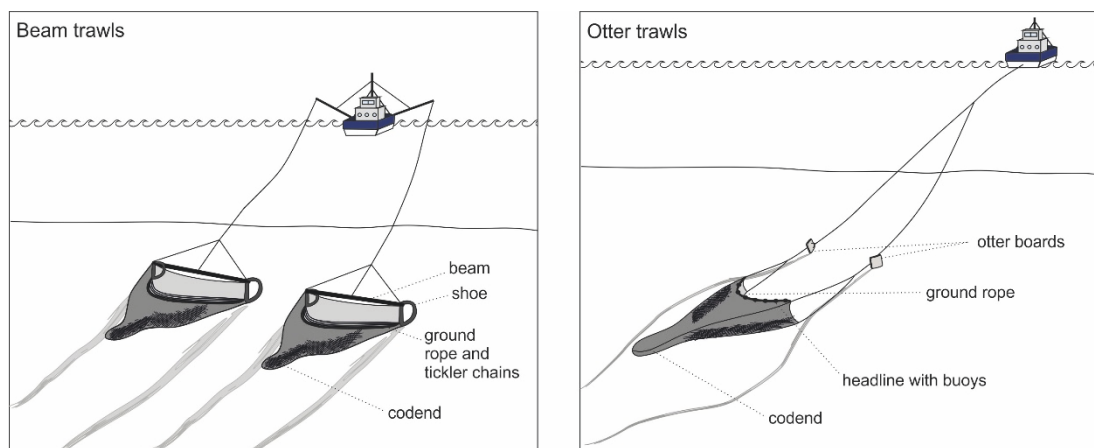 Beam trawls
beam
shoe
ground
rope and
tickler chains
codend
Otter trawls
otter boards
ground rope
headline with buoys
codend